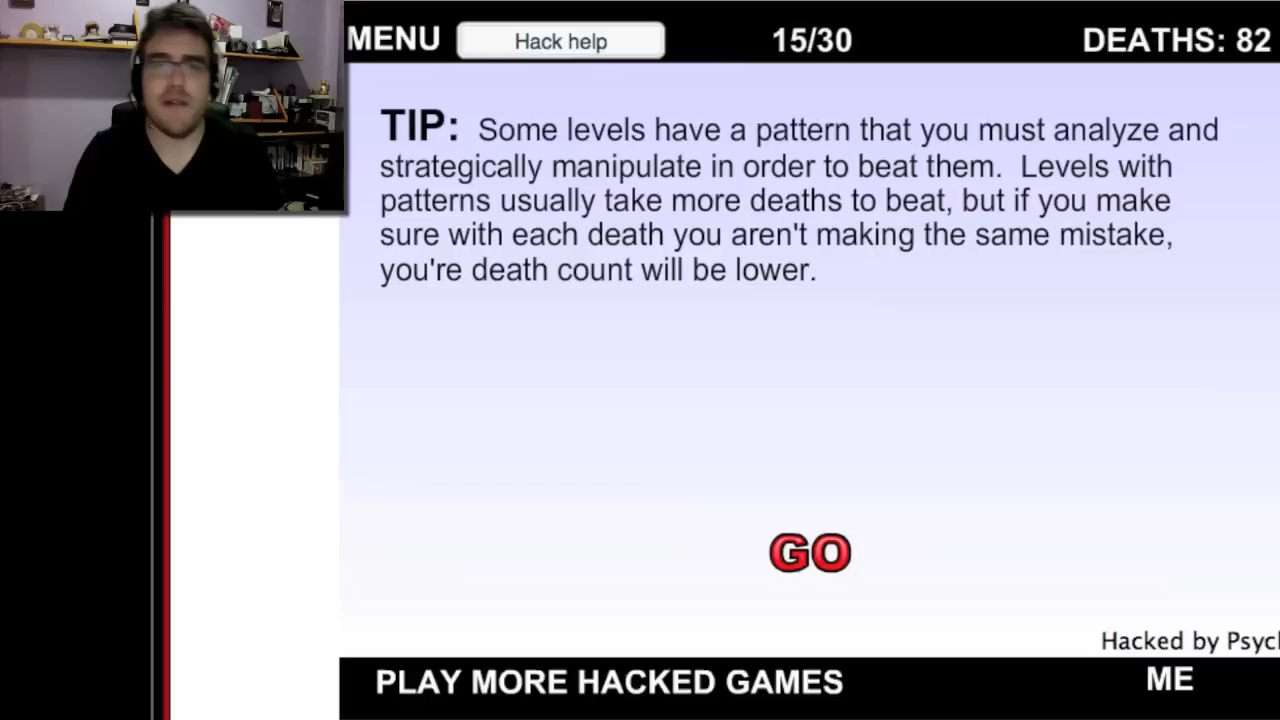 MENU Hack help 15/30 DEATHS: 82
TIP: Some levels have a pattern that you must analyze and
strategically manipulate in order to beat them. Levels with
patterns usually take more deaths to beat, but if you make
sure with each death you aren't making the same mistake,
you're death count will be lower.
GO
Hacked by
PLAY MORE HACKED GAMES ME